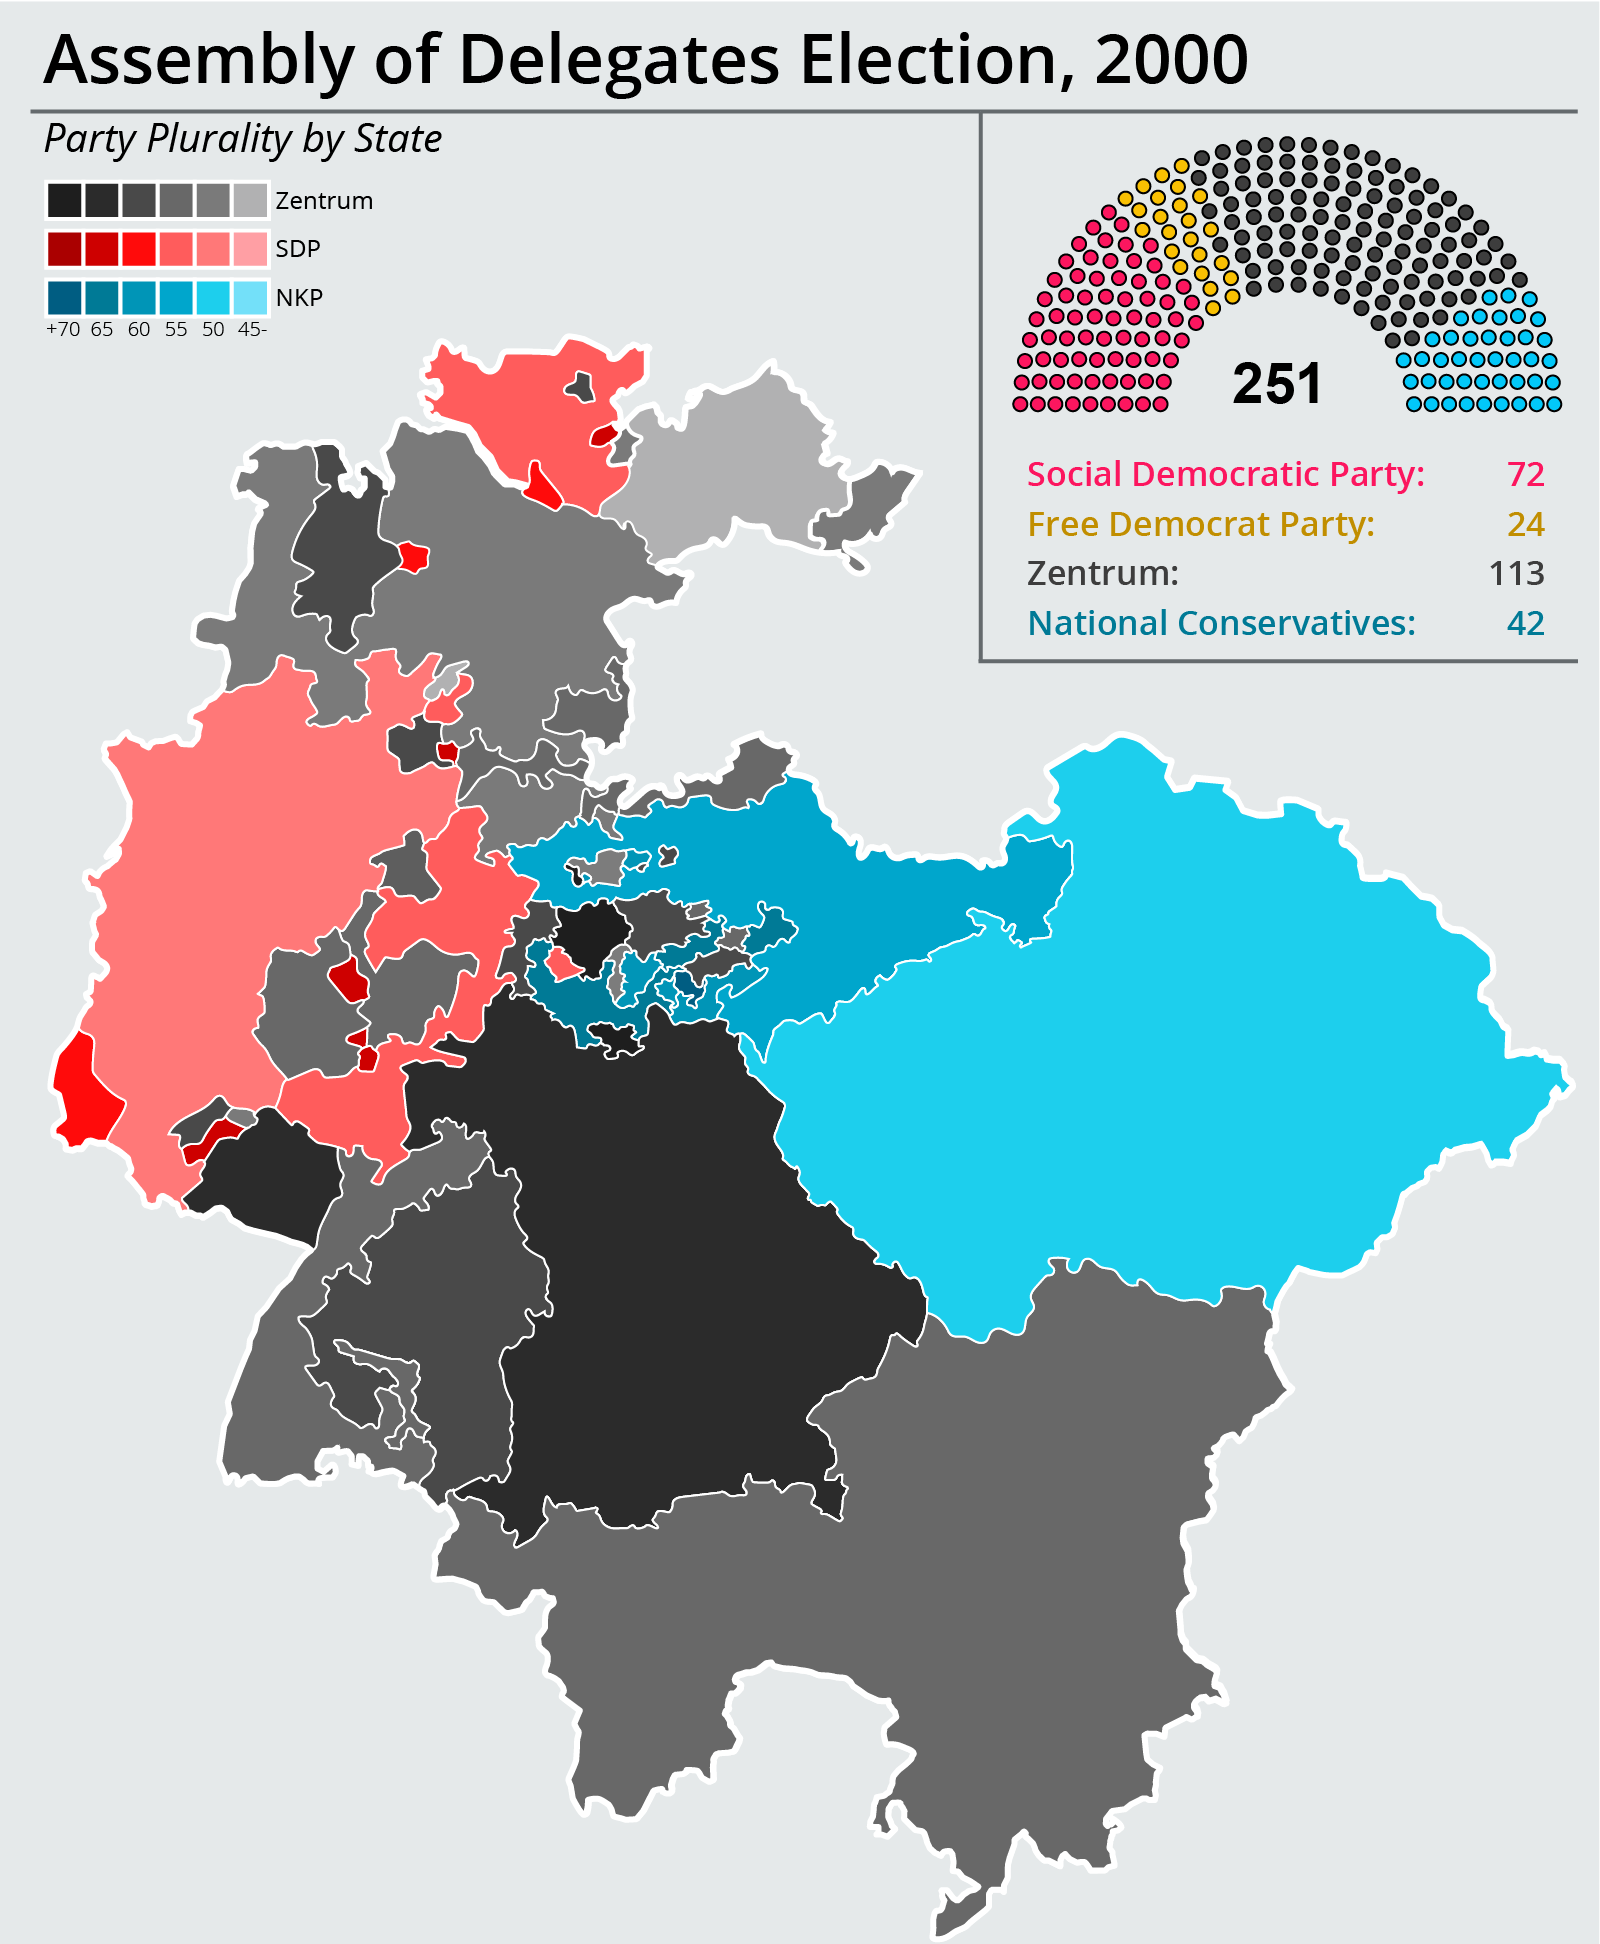 Assembly of Delegates Election, 2000
Party Plurality by State
Zentrum
SDP
NKP
+70 65 60 55 50 45-
251
Social Democratic Party: 72
Free Democrat Party: 24
Zentrum: 113
National Conservatives: 42